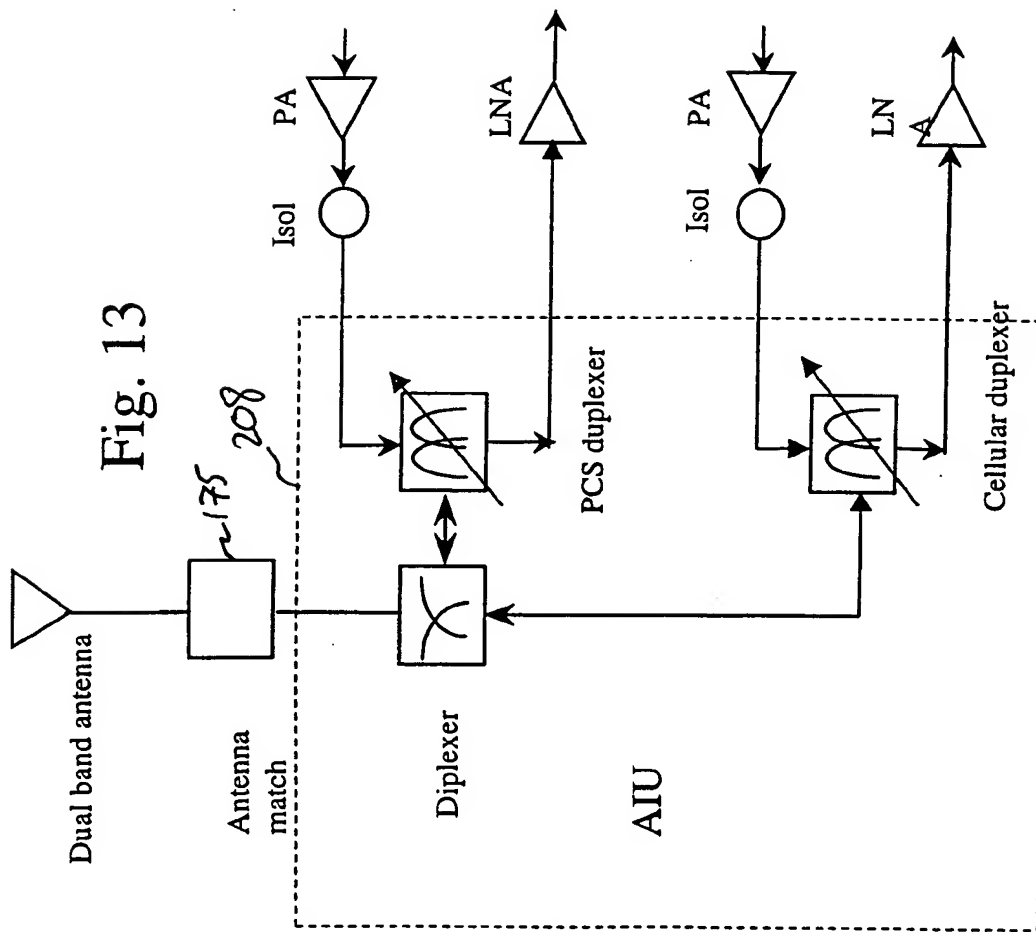 Fig. 13
Dual band antenna
175
Antenna
match
208
Diplexer
AIU
PCS duplexer
Isol
PA
LNA
Cellular duplexer
Isol
PA
LN
A